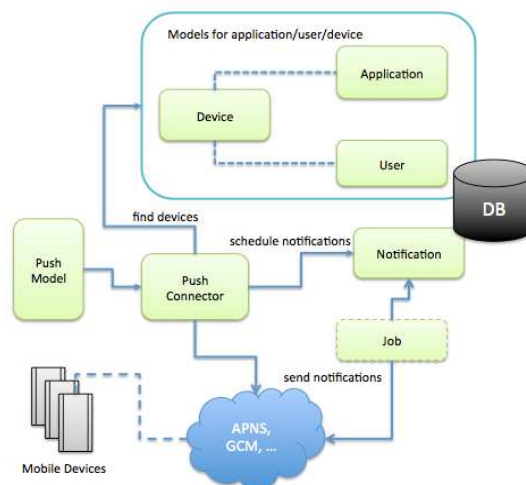 Models for application/user/device
Application
Device
User
DB
find devices
schedule notifications
Push
Model
Push
Connector
Notification
Job
send notifications
APNS,
GCM, ...
Mobile Devices